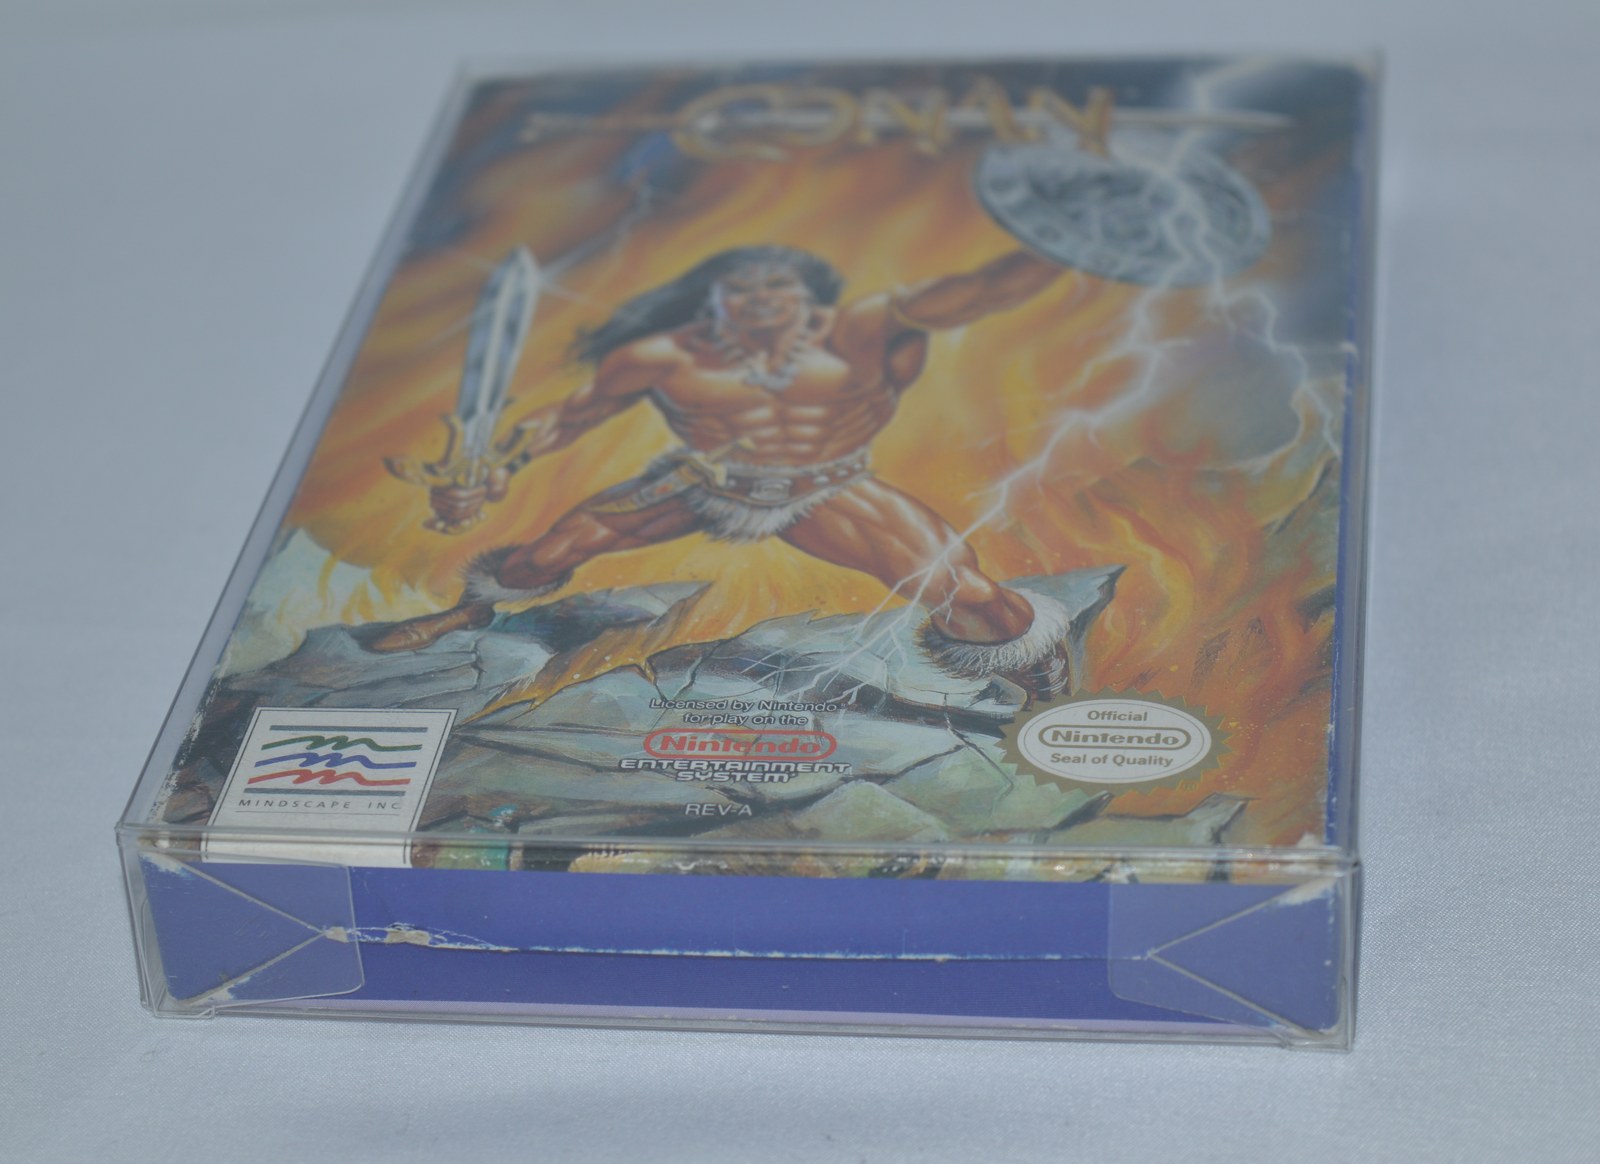 CONAN
Licensed by Nintendo
for play on the
Nintendo
ENTERTAINMENT
SYSTEM
REV-A
MINDSCAPE INC
Official
Nintendo
Seal of Quality